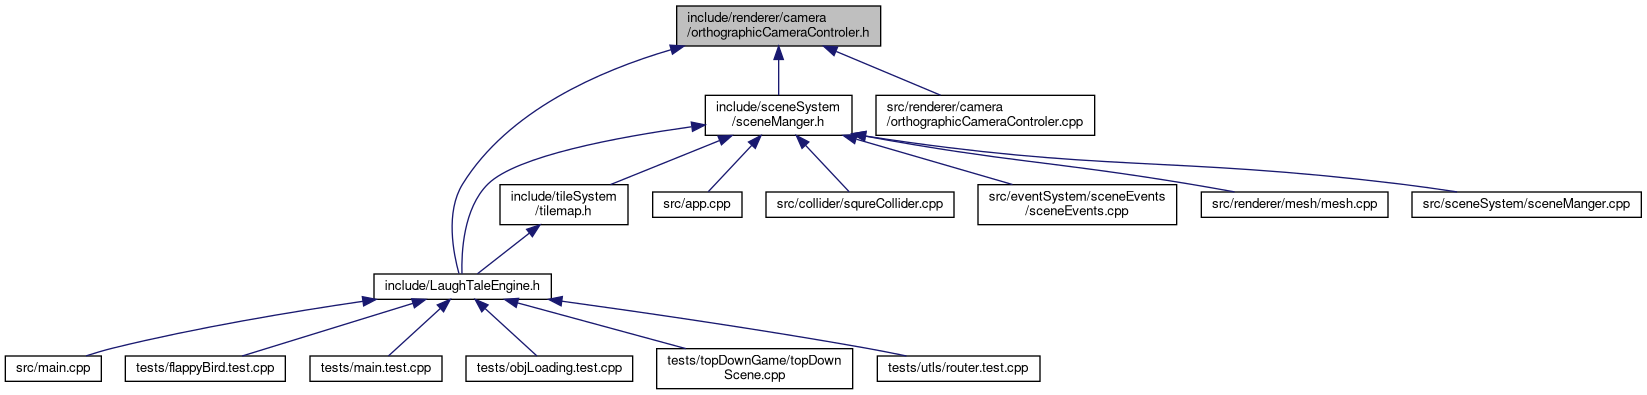 include/renderer/camera
/orthographicCameraControler.h
include/sceneSystem
/sceneManger.h
src/renderer/camera
/orthographicCameraControler.cpp
include/tileSystem
/tilemap.h
src/app.cpp
src/collider/squreCollider.cpp
src/eventSystem/sceneEvents
/sceneEvents.cpp
src/renderer/mesh/mesh.cpp
src/sceneSystem/sceneManger.cpp
include/LaughTaleEngine.h
src/main.cpp
tests/flappyBird.test.cpp
tests/main.test.cpp
tests/objLoading.test.cpp
tests/topDownGame/topDown
Scene.cpp
tests/utls/router.test.cpp